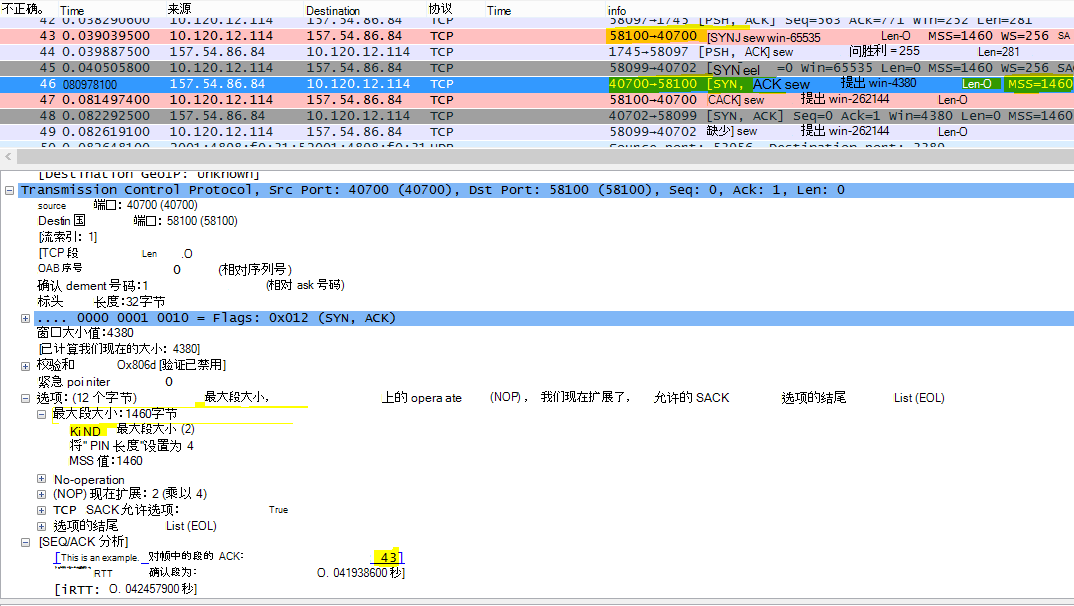 不正确。 Time 来源 Destination 协议 Time info
42 0.038290600 10.120.12.114 157.54.86.84 TCP 58097→1745 [PSH, ACK] Seq=563 Ack=771 Win=252 Len=281
43 0.039039500 10.120.12.114 157.54.86.84 TCP 58100→40700 [SYNJ sew win-65535 Len-O MSS=1460 WS=256 SA
44 0.039887500 157.54.86.84 10.120.12.114 TCP 1745→58097 [PSH, ACK] sew 问胜利 = 255 Len=281
45 0.040505800 10.120.12.114 157.54.86.84 TCP 58099→40702 [SYN eel =0 Win=65535 Len=0 MSS=1460 WS=256 SAC
46 080978100 157.54.86.84 10.120.12.114 TCP 40700→58100 [SYN, ACK sew 提出 win-4380 Len-O MSS=1460
47 0.081497400 10.120.12.114 157.54.86.84 TCP 58100→40700 [CACK] sew 提出 win-262144 Len-O
48 0.082292500 157.54.86.84 10.120.12.114 TCP 40702→58099 [SYN, ACK] Seq=0 Ack=1 Win=4380 Len=0 MSS=1460
49 0.082619100 10.120.12.114 157.54.86.84 TCP 58099→40702 缺少] sew 提出 win-262144 Len-O
[Destination GeoIP: Unknown]
Transmission Control Protocol, Src Port: 40700 (40700), Dst Port: 58100 (58100), Seq: 0, Ack: 1, Len: 0
source 端口: 40700 (40700)
Destin 国 端口: 58100 (58100)
[流索引: 1]
[TCP 段 Len .O
OAB 序号 0 (相对序列号)
确认 dement 号码:1 (相对 ask 号码)
标头 长度:32字节
.... 0000 0001 0010 = Flags: 0x012 (SYN, ACK)
窗口大小值:4380
[已计算我们现在的大小: 4380]
校验和 Ox806d [验证已禁用]
紧急 poi niter 0
选项: (12 个字节) 最大段大小, 上的 opera ate (NOP) , 我们现在扩展了, 允许的 SACK 选项的结尾 List (EOL)
最大段大小:1460字节
Ki ND 最大段大小 (2)
将" PIN 长度"设置为 4
MSS 值:1460
No-operation
(NOP) 现在扩展: 2 (乘以 4)
TCP SACK允许选项: True
选项的结尾 List (EOL)
[SEQ/ACK 分析]
[This is an example. 对帧中的段的 ACK: 43]
RTT 确认段为: O. 041938600 秒]
[iRTT: O. 042457900 秒]